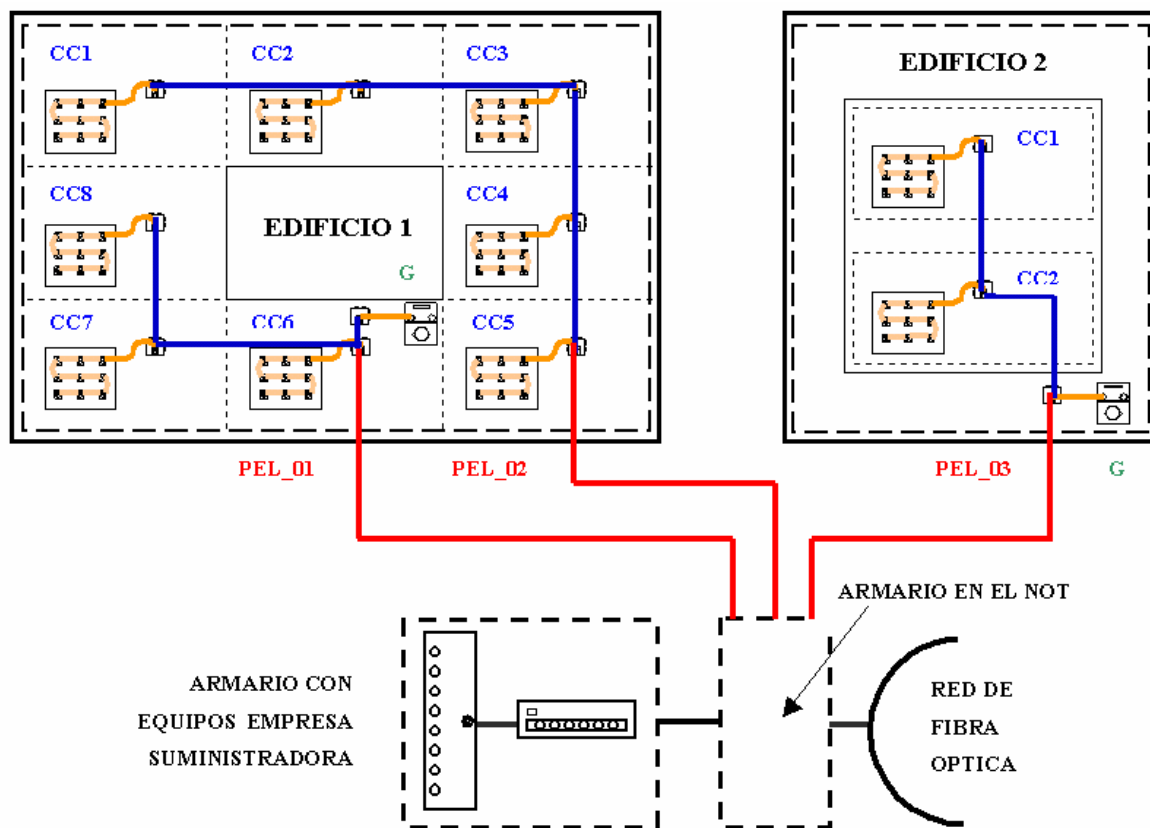 CC1
CC2
CC3
CC8
EDIFICIO 1
CC4
G
CC7
CC6
CC5
EDIFICIO 2
CC1
CC2
PEL_01
PEL_02
PEL_03
G
ARMARIO EN EL NOT
ARMARIO CON
EQUIPOS EMPRESA
SUMINISTRADORA
RED DE
FIBRA
OPTICA